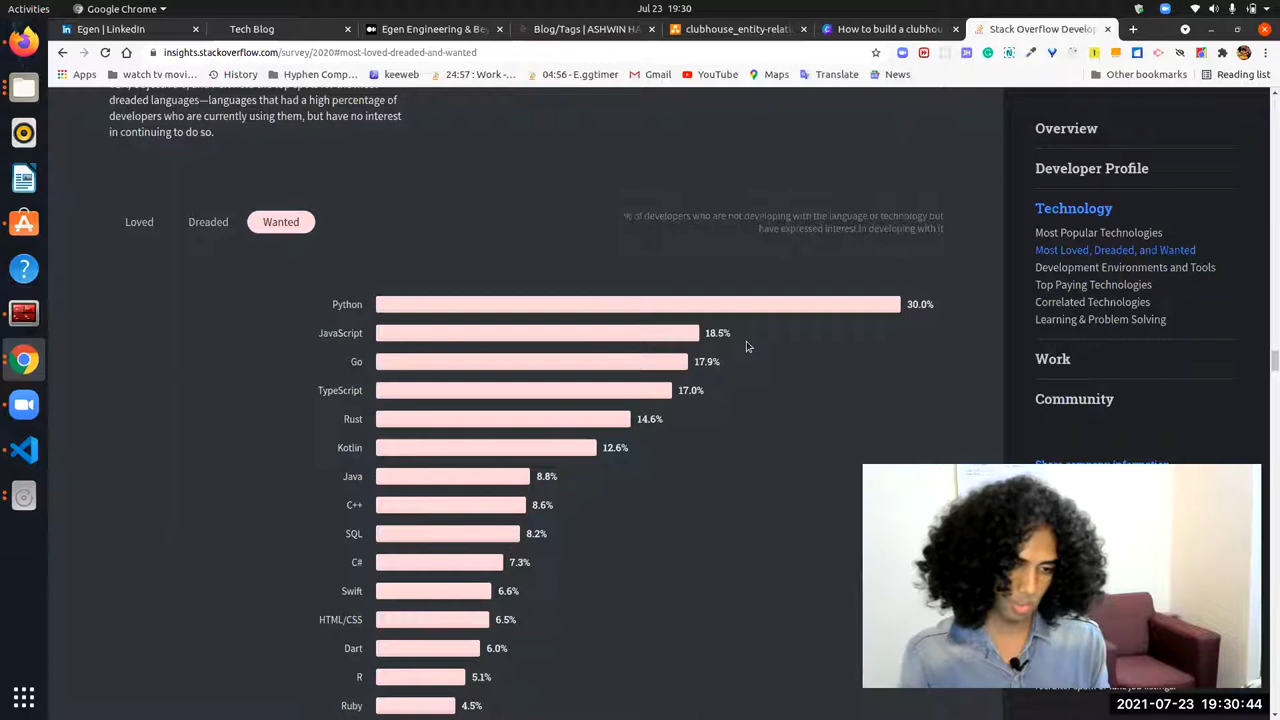 Activities
Google Chrome
Jul 23 19:30
Egen | LinkedIn
Tech Blog
Egen Engineering & Be
Blog/Tags | ASHWIN HA
clubhouse_entity-relati
How to build a clubhou
Stack Overflow Develop
insights.stackoverflow.com/survey/2020#most-loved-dreaded-and-wanted
Apps
watch tv movi...
History
Hyphen Comp...
keeweb
24:57 : Work -...
04:56 - E.ggtimer
Gmail
YouTube
Maps
Translate
News
Other bookmarks
Reading list
dreaded languages—languages that had a high percentage of
developers who are currently using them, but have no interest
in continuing to do so.
Loved
Dreaded
Wanted
% of developers who are not developing with the language or technology but
have expressed interest in developing with it
Python 30.0%
JavaScript 18.5%
Go 17.9%
TypeScript 17.0%
Rust 14.6%
Kotlin 12.6%
Java 8.8%
C++ 8.6%
SQL 8.2%
C# 7.3%
Swift 6.6%
HTML/CSS 6.5%
Dart 6.0%
R 5.1%
Ruby 4.5%
Overview
Developer Profile
Technology
Most Popular Technologies
Most Loved, Dreaded, and Wanted
Development Environments and Tools
Top Paying Technologies
Correlated Technologies
Learning & Problem Solving
Work
Community
2021-07-23 19:30:44